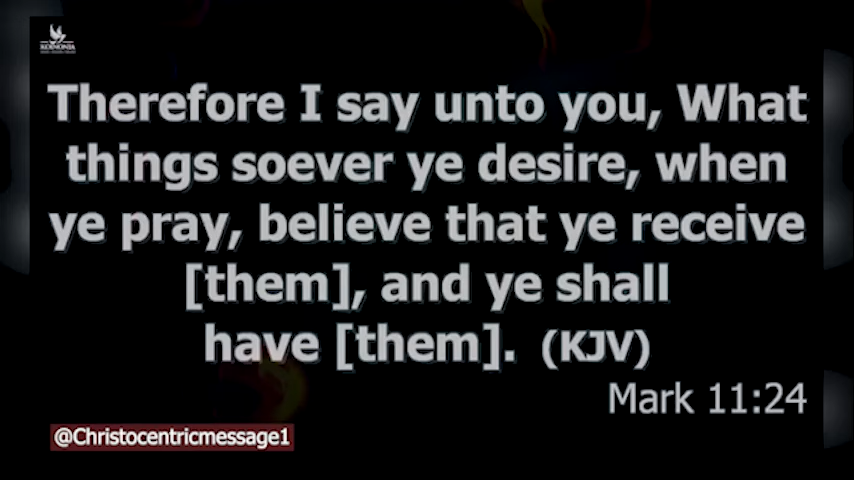 KOINONIA
Therefore I say unto you, What
things soever ye desire, when
ye pray, believe that ye receive
[them], and ye shall
have [them]. (KJV)
Mark 11:24
@Christocentricmessage1